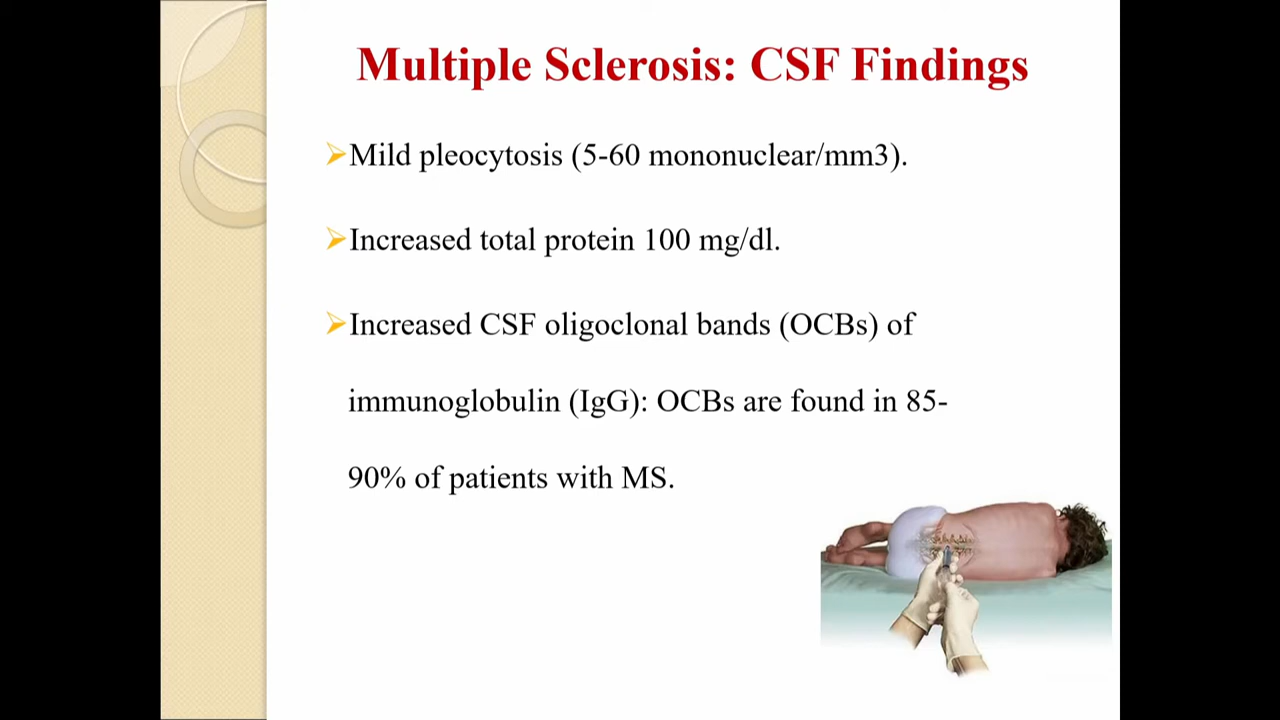 Multiple Sclerosis: CSF Findings
➢Mild pleocytosis (5-60 mononuclear/mm3).
➢Increased total protein 100 mg/dl.
➢Increased CSF oligoclonal bands (OCBs) of
immunoglobulin (IgG): OCBs are found in 85-
90% of patients with MS.